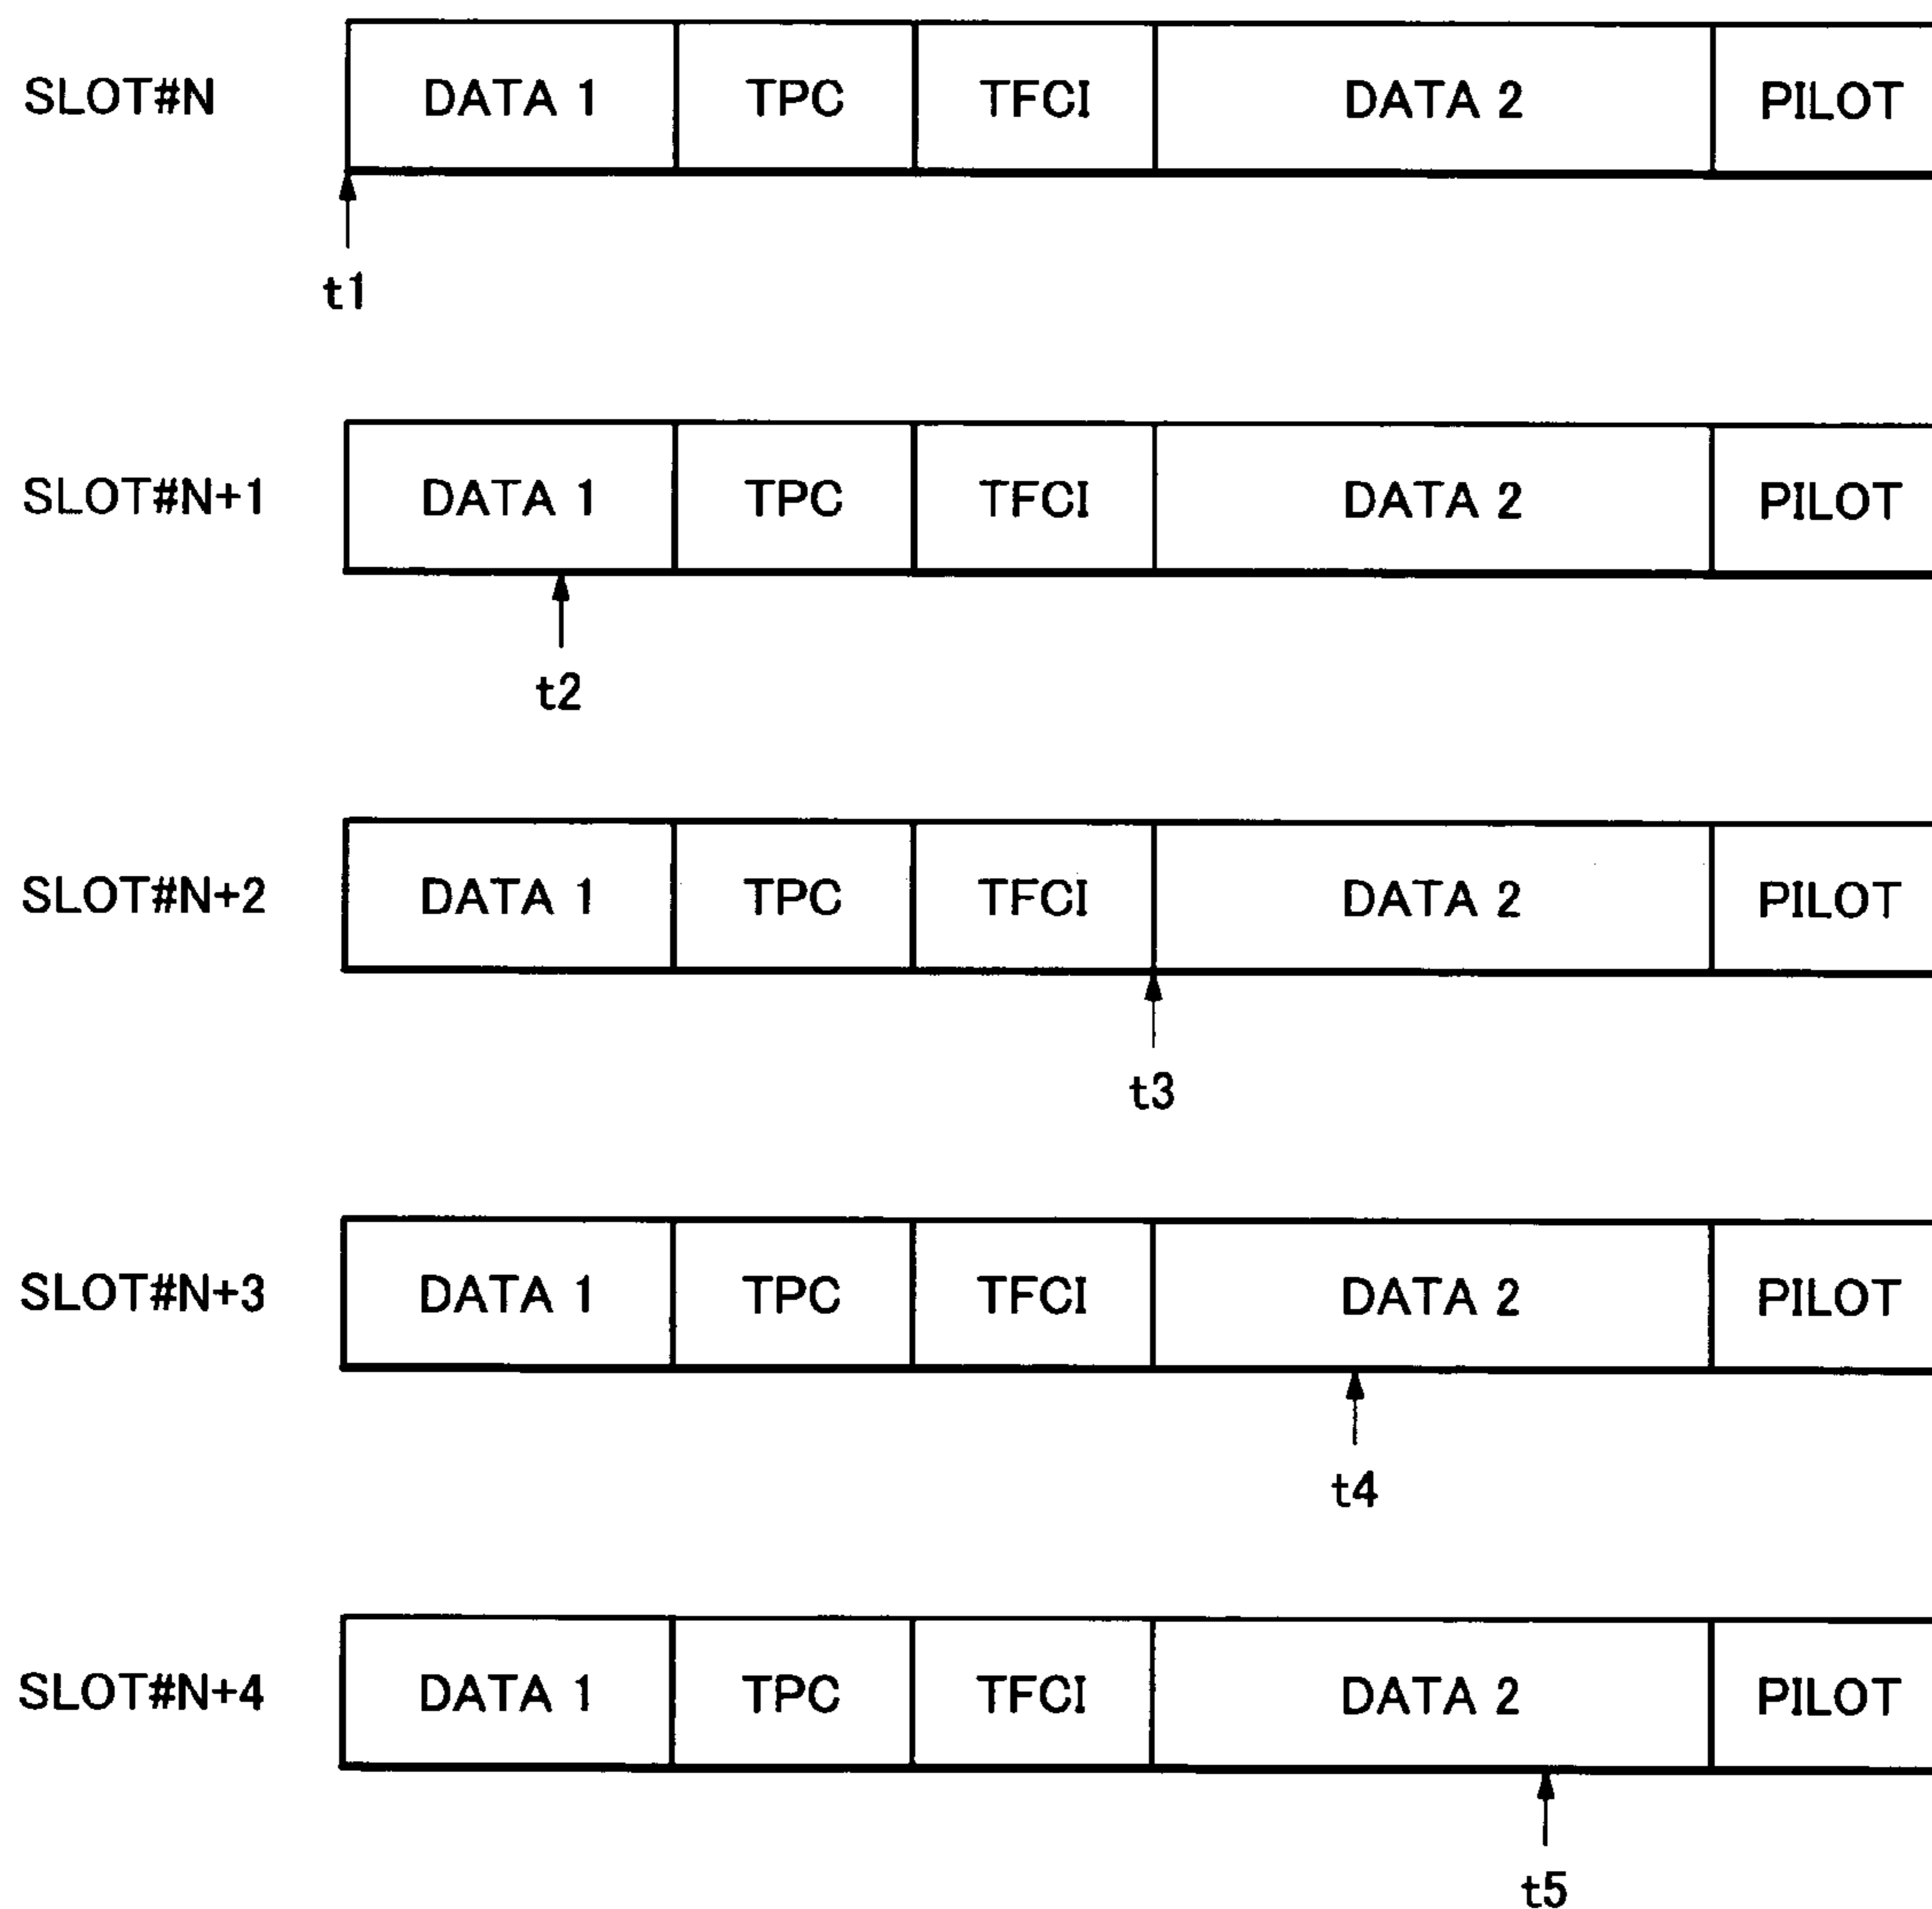 SLOT#N DATA 1 TPC TFCI DATA 2 PILOT
t1
SLOT#N+1 DATA 1 TPC TFCI DATA 2 PILOT
t2
SLOT#N+2 DATA 1 TPC TFCI DATA 2 PILOT
t3
SLOT#N+3 DATA 1 TPC TFCI DATA 2 PILOT
t4
SLOT#N+4 DATA 1 TPC TFCI DATA 2 PILOT
t5